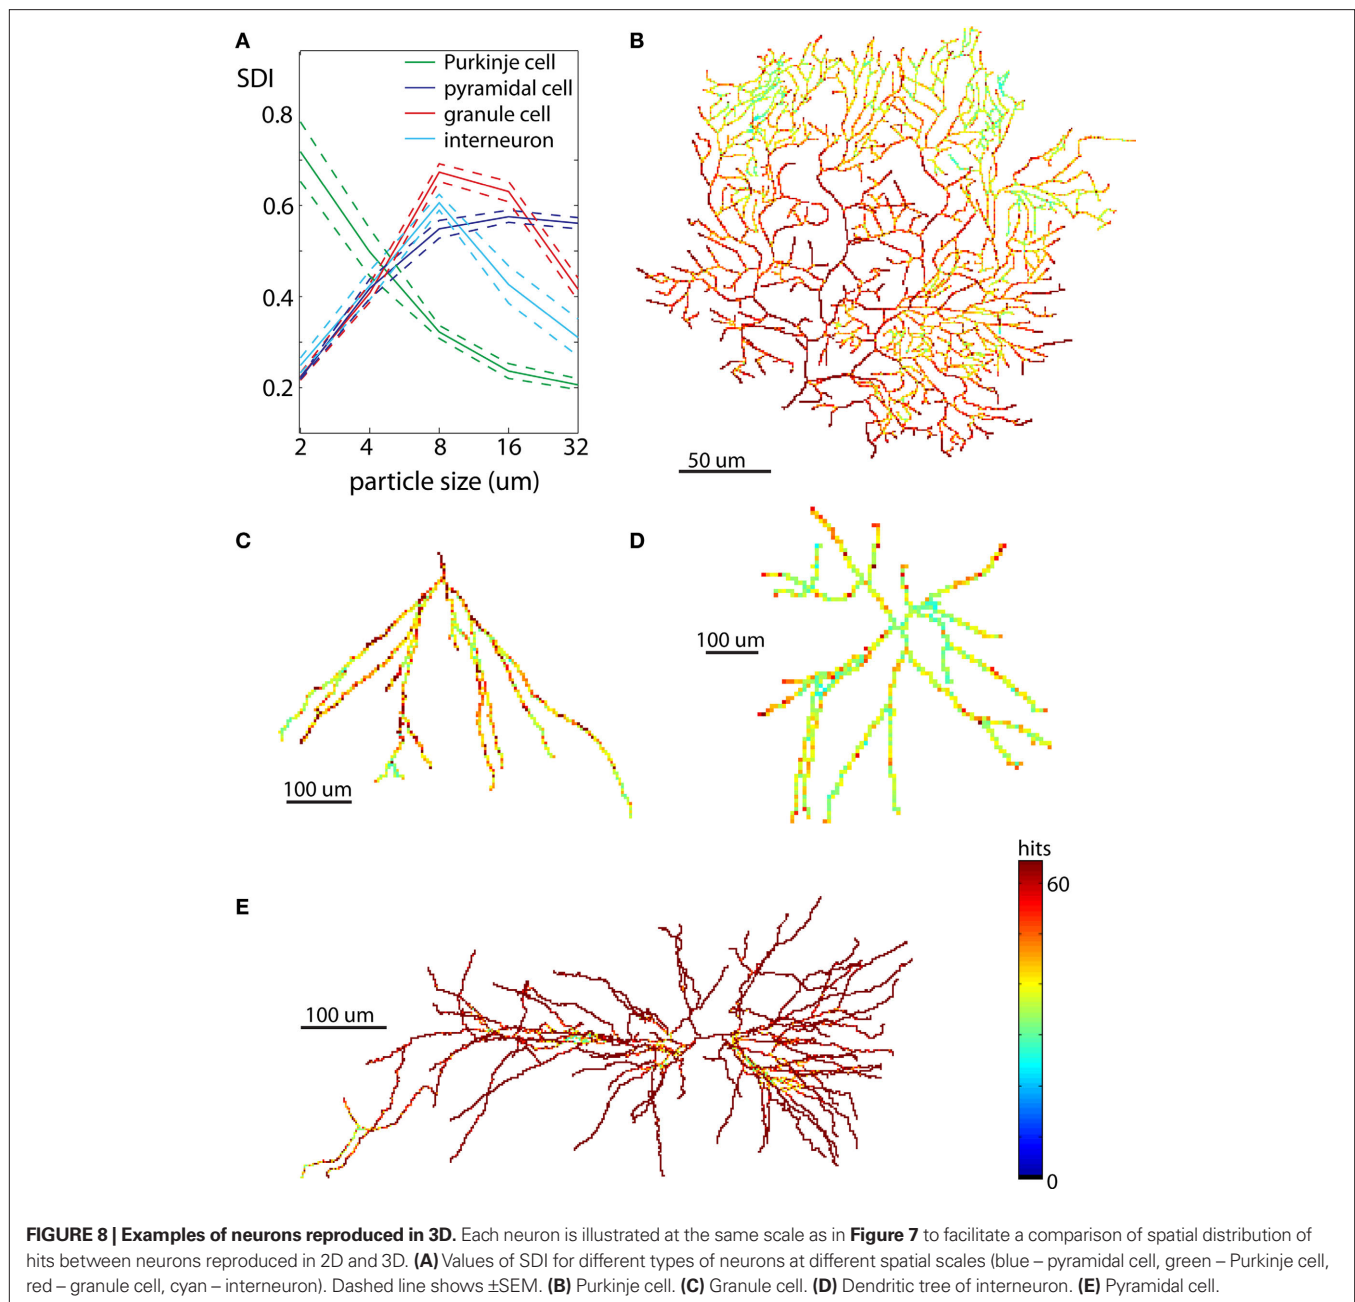 A
SDI
0.8
0.6
0.4
0.2
2 4 8 16 32
particle size (um)
Purkinje cell
pyramidal cell
granule cell
interneuron
B
50 um
C
100 um
D
100 um
E
100 um
hits
60
0
FIGURE 8 | Examples of neurons reproduced in 3D. Each neuron is illustrated at the same scale as in Figure 7 to facilitate a comparison of spatial distribution of
hits between neurons reproduced in 2D and 3D. (A) Values of SDI for different types of neurons at different spatial scales (blue – pyramidal cell, green – Purkinje cell,
red – granule cell, cyan – interneuron). Dashed line shows ±SEM. (B) Purkinje cell. (C) Granule cell. (D) Dendritic tree of interneuron. (E) Pyramidal cell.